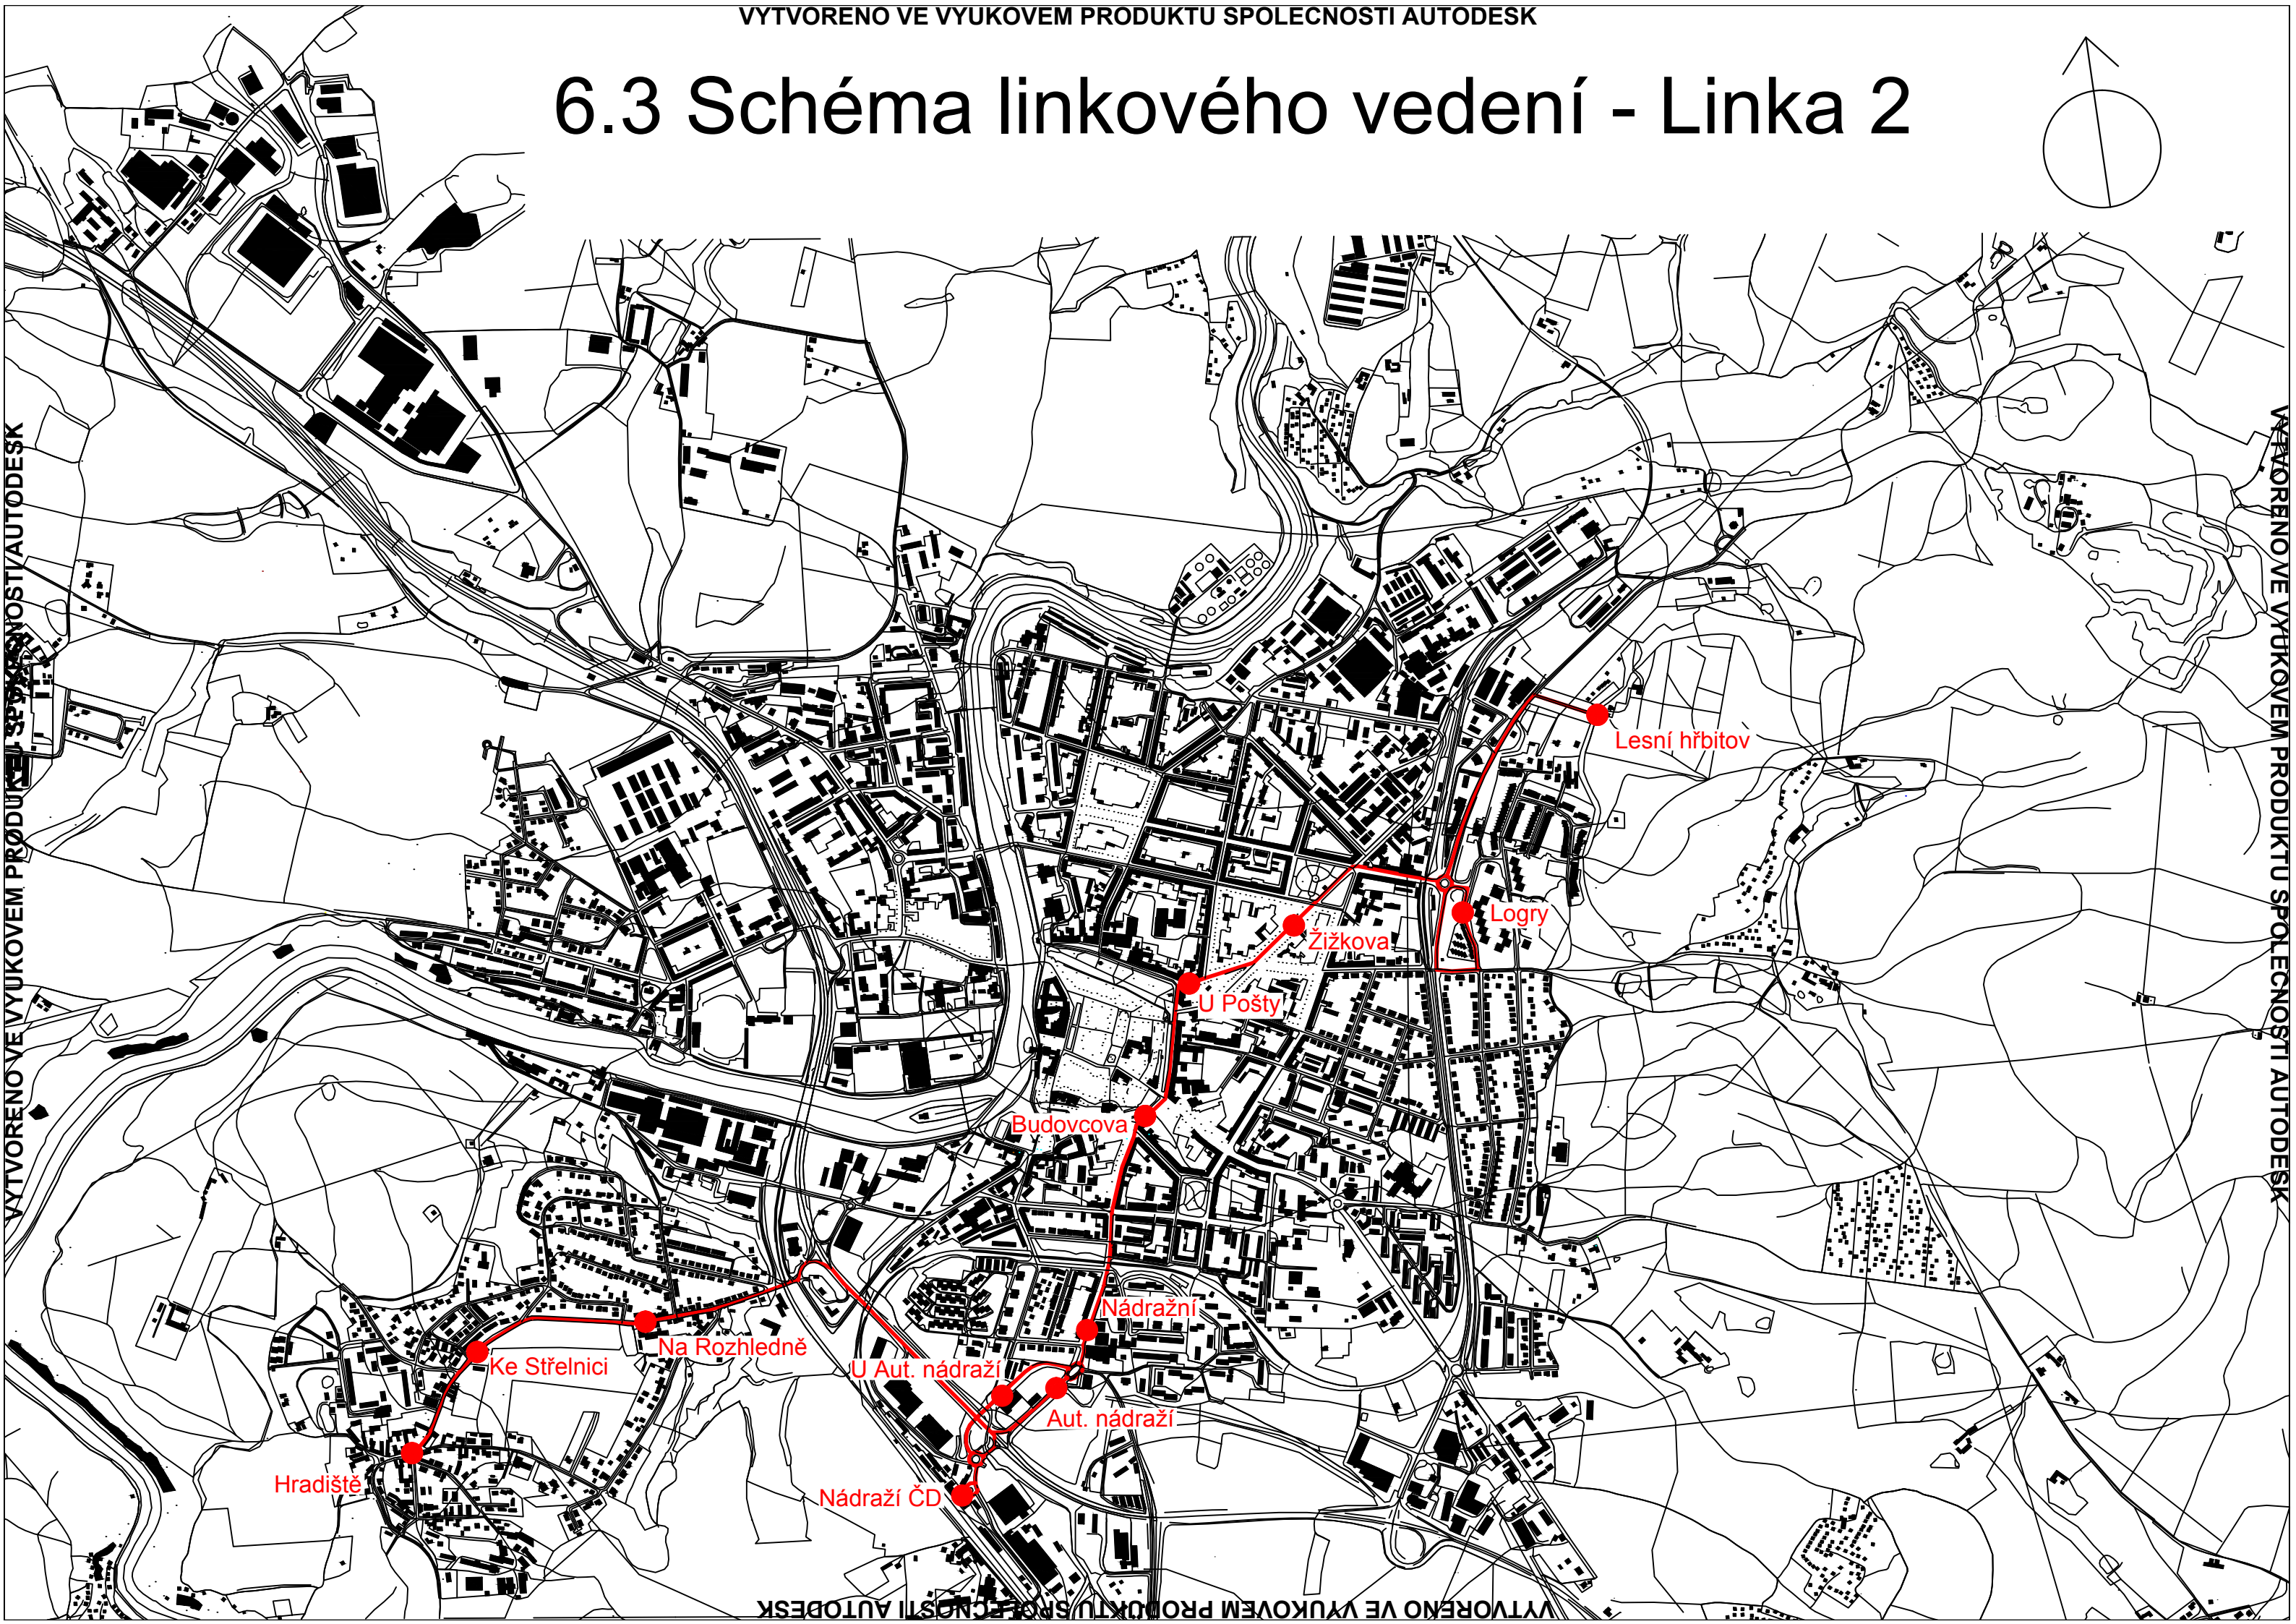 VYTVORENO VE VYUKOVEM PRODUKTU SPOLECNOSTI AUTODESK
6.3 Schéma linkového vedení - Linka 2
VYTVORENO VE VYUKOVEM PRODUKTU SPOLECNOSTI AUTODESK
VYTVORENO VE VYUKOVEM PRODUKTU SPOLECNOSTI AUTODESK
Lesní hřbitov
Logry
Žižkova
U Pošty
Budovcova
Nádražní
Na Rozhledně
Ke Střelnici
U Aut. nádraží
Aut. nádraží
Hradiště
Nádraží ČD
VYTVORENO VE VYUKOVEM PRODUKTU SPOLECNOSTI AUTODESK